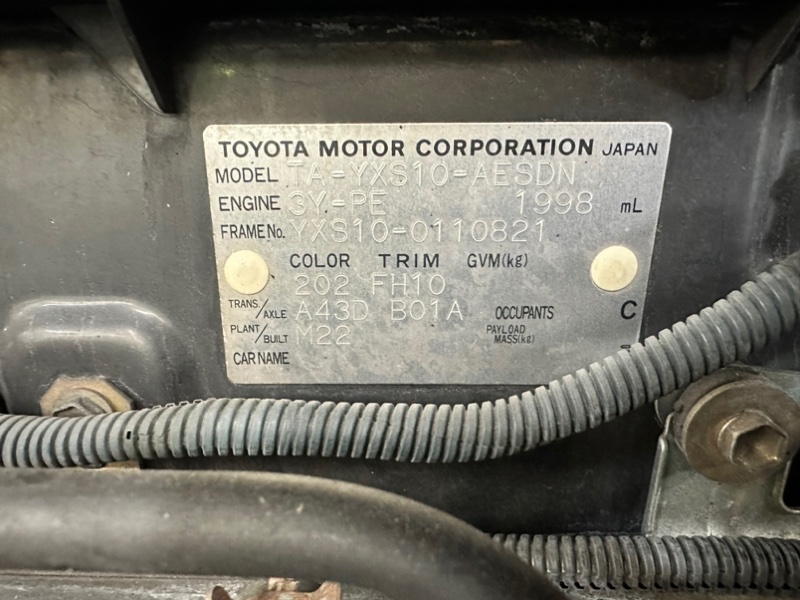 TOYOTA MOTOR CORPORATION JAPAN
MODEL TA-YXS10-AESDN
ENGINE 3Y-PE 1998 mL
FRAME No. YXS10-0110821
COLOR TRIM GVM(kg)
202 FH10
TRANS./AXLE A43D B01A OCCUPANTS C
PLANT/BUILT M22 PAYLOAD MASS(kg)
CAR NAME